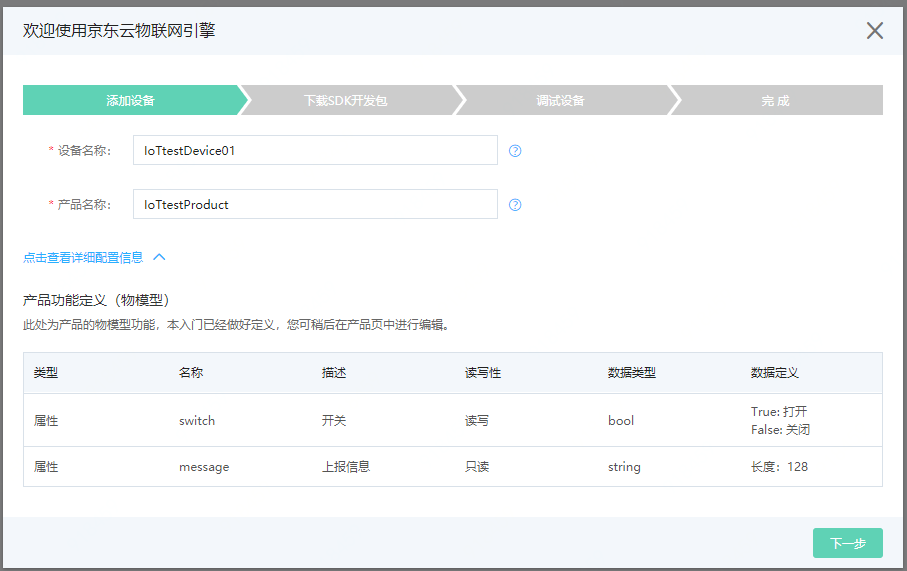 欢迎使用京东云物联网引擎
添加设备 下载SDK开发包 调试设备 完 成
* 设备名称： IoTtestDevice01
* 产品名称： IoTtestProduct
点击查看详细配置信息
产品功能定义（物模型）
此处为产品的物模型功能，本入门已经做好定义，您可稍后在产品页中进行编辑。
类型 名称 描述 读写性 数据类型 数据定义
属性 switch 开关 读写 bool True: 打开
False: 关闭
属性 message 上报信息 只读 string 长度：128
下一步